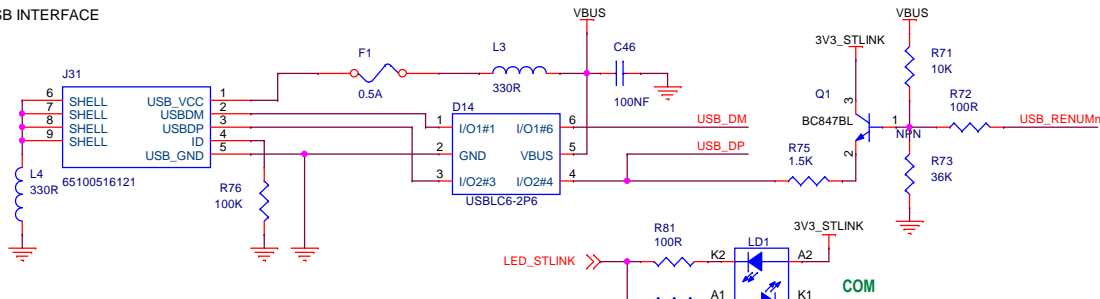 SB INTERFACE
VBUS
VBUS
3V3_STLINK
F1
0.5A
L3
330R
C46
100NF
R71
10K
R72
100R
USB_RENUMn
Q1
BC847BL
3
1
2
NPN
R73
36K
R75
1.5K
J31
6 SHELL USB_VCC 1
7 SHELL USBDM 2
8 SHELL USBDP 3
9 SHELL ID 4
USB_GND 5
65100516121
L4
330R
R76
100K
D14
1 I/O1#1 I/O1#6 6 USB_DM
2 GND VBUS 5
3 I/O2#3 I/O2#4 4 USB_DP
USBLC6-2P6
3V3_STLINK
R81
100R
LD1
LED_STLINK
K2 A2
A1 K1
COM